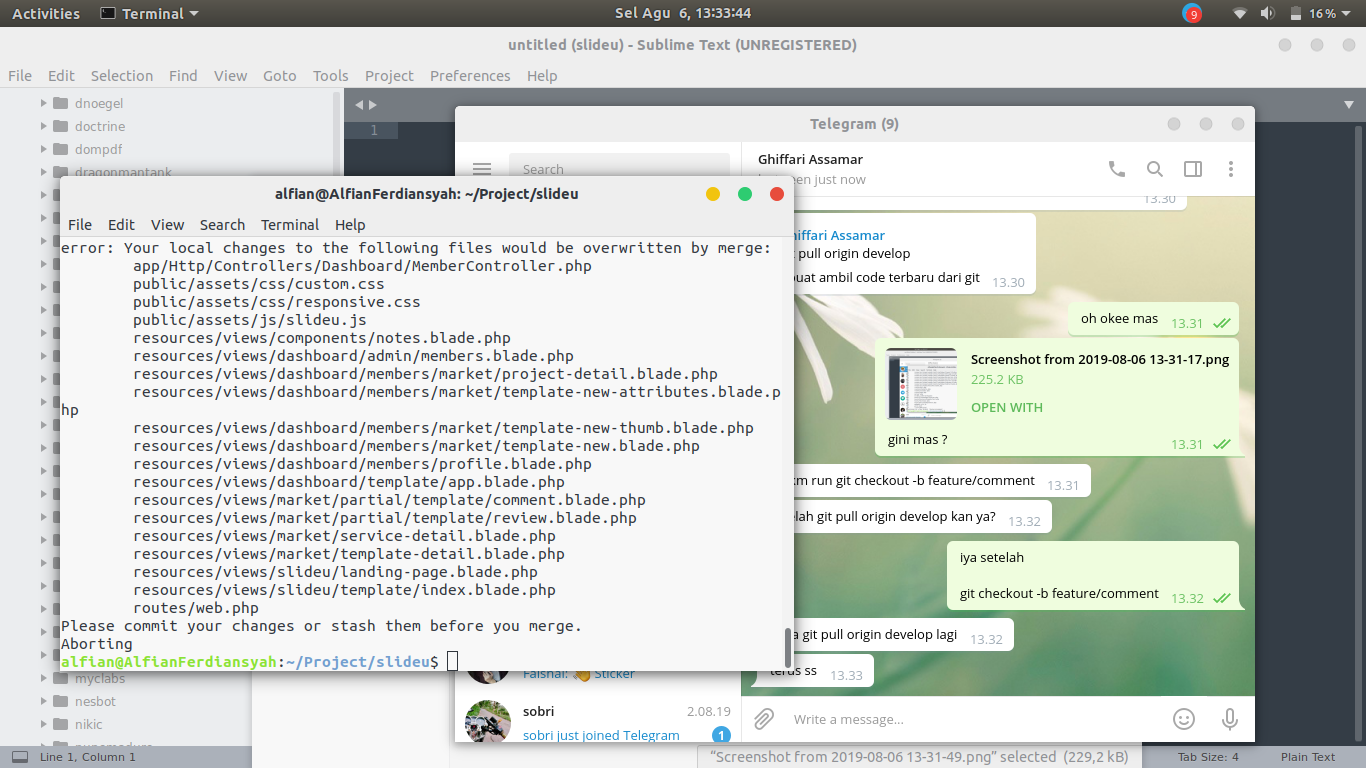 Activities
Terminal
Sel Agu 6, 13:33:44
9
16%
untitled (slideu) - Sublime Text (UNREGISTERED)
File Edit Selection Find View Goto Tools Project Preferences Help
dnoegel
doctrine
dompdf
dragonmantank
1
Telegram (9)
Search
Ghiffari Assamar
just now
13.30
Assamar
pull origin develop
ambil code terbaru dari git 13.30
oh okee mas 13.31
Screenshot from 2019-08-06 13-31-17.png
225.2 KB
OPEN WITH
gini mas ? 13.31
run git checkout -b feature/comment 13.31
git pull origin develop kan ya? 13.32
iya setelah
git checkout -b feature/comment 13.32
git pull origin develop lagi 13.32
terus ss 13.33
Write a message...
alfian@AlfianFerdiansyah: ~/Project/slideu
File Edit View Search Terminal Help
error: Your local changes to the following files would be overwritten by merge:
app/Http/Controllers/Dashboard/MemberController.php
public/assets/css/custom.css
public/assets/css/responsive.css
public/assets/js/slideu.js
resources/views/components/notes.blade.php
resources/views/dashboard/admin/members.blade.php
resources/views/dashboard/members/market/project-detail.blade.php
resources/views/dashboard/members/market/template-new-attributes.blade.p
hp
resources/views/dashboard/members/market/template-new-thumb.blade.php
resources/views/dashboard/members/market/template-new.blade.php
resources/views/dashboard/members/profile.blade.php
resources/views/dashboard/template/app.blade.php
resources/views/market/partial/template/comment.blade.php
resources/views/market/partial/template/review.blade.php
resources/views/market/service-detail.blade.php
resources/views/market/template-detail.blade.php
resources/views/slideu/landing-page.blade.php
resources/views/slideu/template/index.blade.php
routes/web.php
Please commit your changes or stash them before you merge.
Aborting
alfian@AlfianFerdiansyah:~/Project/slideu$
Faishal: 👏 Sticker
sobri 2.08.19
sobri just joined Telegram 1
myclabs
nesbot
nikic
Line 1, Column 1
“Screenshot from 2019-08-06 13-31-49.png” selected (229,2 kB)
Tab Size: 4
Plain Text